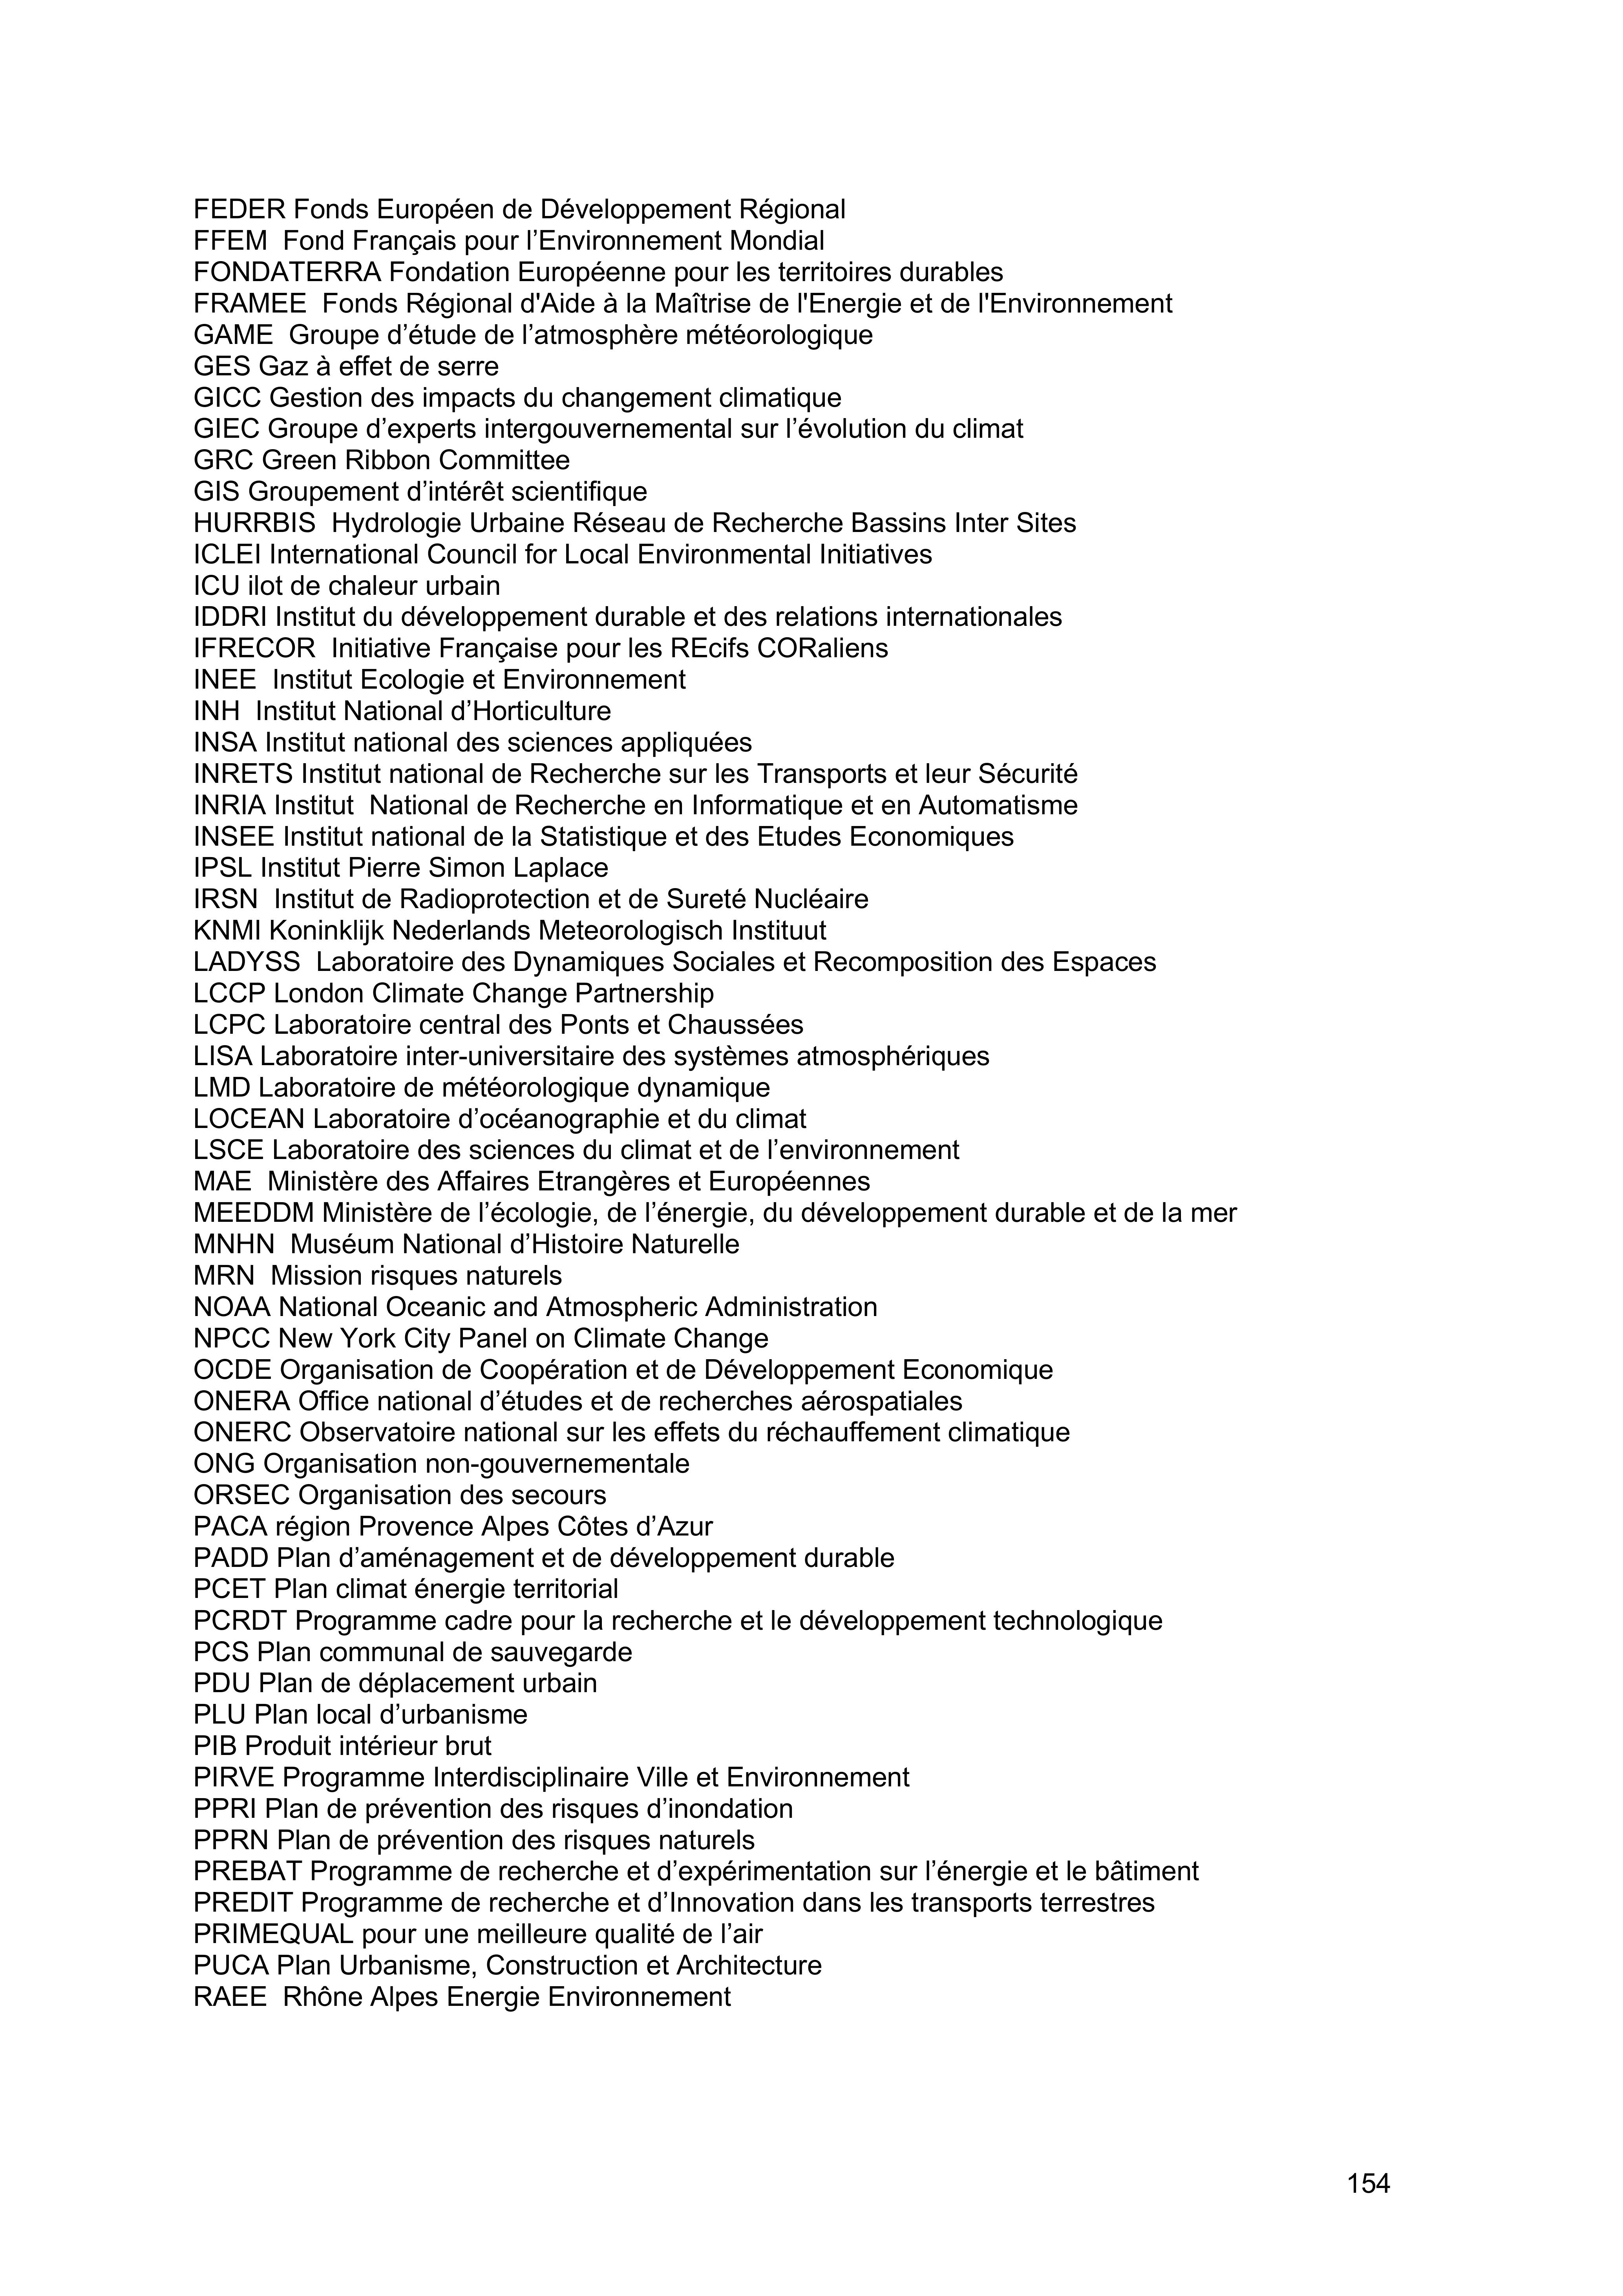 FEDER Fonds Européen de Développement Régional
FFEM  Fond Français pour l’Environnement Mondial
FONDATERRA Fondation Européenne pour les territoires durables
FRAMEE  Fonds Régional d'Aide à la Maîtrise de l'Energie et de l'Environnement
GAME  Groupe d’étude de l’atmosphère météorologique
GES Gaz à effet de serre
GICC Gestion des impacts du changement climatique
GIEC Groupe d’experts intergouvernemental sur l’évolution du climat
GRC Green Ribbon Committee
GIS Groupement d’intérêt scientifique
HURRBIS  Hydrologie Urbaine Réseau de Recherche Bassins Inter Sites
ICLEI International Council for Local Environmental Initiatives
ICU ilot de chaleur urbain
IDDRI Institut du développement durable et des relations internationales
IFRECOR  Initiative Française pour les REcifs CORaliens
INEE  Institut Ecologie et Environnement
INH  Institut National d’Horticulture
INSA Institut national des sciences appliquées
INRETS Institut national de Recherche sur les Transports et leur Sécurité
INRIA Institut  National de Recherche en Informatique et en Automatisme
INSEE Institut national de la Statistique et des Etudes Economiques
IPSL Institut Pierre Simon Laplace
IRSN  Institut de Radioprotection et de Sureté Nucléaire
KNMI Koninklijk Nederlands Meteorologisch Instituut
LADYSS  Laboratoire des Dynamiques Sociales et Recomposition des Espaces
LCCP London Climate Change Partnership
LCPC Laboratoire central des Ponts et Chaussées
LISA Laboratoire inter-universitaire des systèmes atmosphériques
LMD Laboratoire de météorologique dynamique
LOCEAN Laboratoire d’océanographie et du climat
LSCE Laboratoire des sciences du climat et de l’environnement
MAE  Ministère des Affaires Etrangères et Européennes
MEEDDM Ministère de l’écologie, de l’énergie, du développement durable et de la mer
MNHN  Muséum National d’Histoire Naturelle
MRN  Mission risques naturels
NOAA National Oceanic and Atmospheric Administration
NPCC New York City Panel on Climate Change
OCDE Organisation de Coopération et de Développement Economique
ONERA Office national d’études et de recherches aérospatiales
ONERC Observatoire national sur les effets du réchauffement climatique
ONG Organisation non-gouvernementale
ORSEC Organisation des secours
PACA région Provence Alpes Côtes d’Azur
PADD Plan d’aménagement et de développement durable
PCET Plan climat énergie territorial
PCRDT Programme cadre pour la recherche et le développement technologique
PCS Plan communal de sauvegarde
PDU Plan de déplacement urbain
PLU Plan local d’urbanisme
PIB Produit intérieur brut
PIRVE Programme Interdisciplinaire Ville et Environnement
PPRI Plan de prévention des risques d’inondation
PPRN Plan de prévention des risques naturels
PREBAT Programme de recherche et d’expérimentation sur l’énergie et le bâtiment
PREDIT Programme de recherche et d’Innovation dans les transports terrestres
PRIMEQUAL pour une meilleure qualité de l’air
PUCA Plan Urbanisme, Construction et Architecture
RAEE  Rhône Alpes Energie Environnement
154